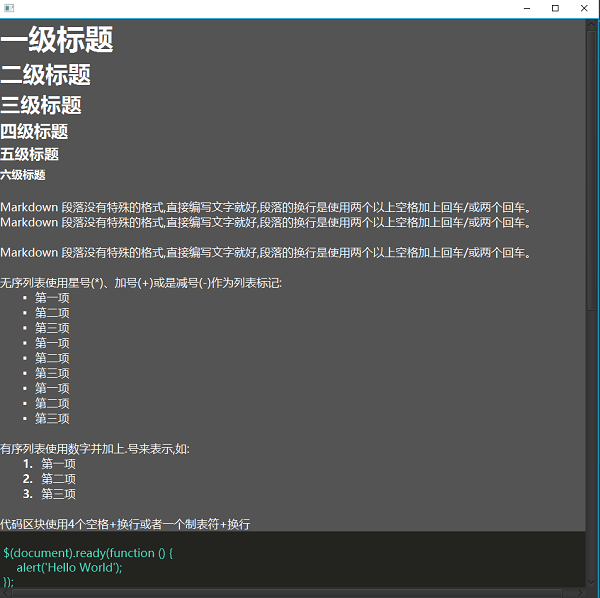 一级标题
二级标题
三级标题
四级标题
五级标题
六级标题
Markdown 段落没有特殊的格式,直接编写文字就好,段落的换行是使用两个以上空格加上回车/或两个回车。
Markdown 段落没有特殊的格式,直接编写文字就好,段落的换行是使用两个以上空格加上回车/或两个回车。
Markdown 段落没有特殊的格式,直接编写文字就好,段落的换行是使用两个以上空格加上回车/或两个回车。
无序列表使用星号(*)、加号(+)或是减号(-)作为列表标记:
▪ 第一项
▪ 第二项
▪ 第三项
▪ 第一项
▪ 第二项
▪ 第三项
▪ 第一项
▪ 第二项
▪ 第三项
有序列表使用数字并加上.号来表示,如:
1. 第一项
2. 第二项
3. 第三项
代码区块使用4个空格+换行或者一个制表符+换行
$(document).ready(function () {
alert('Hello World');
});